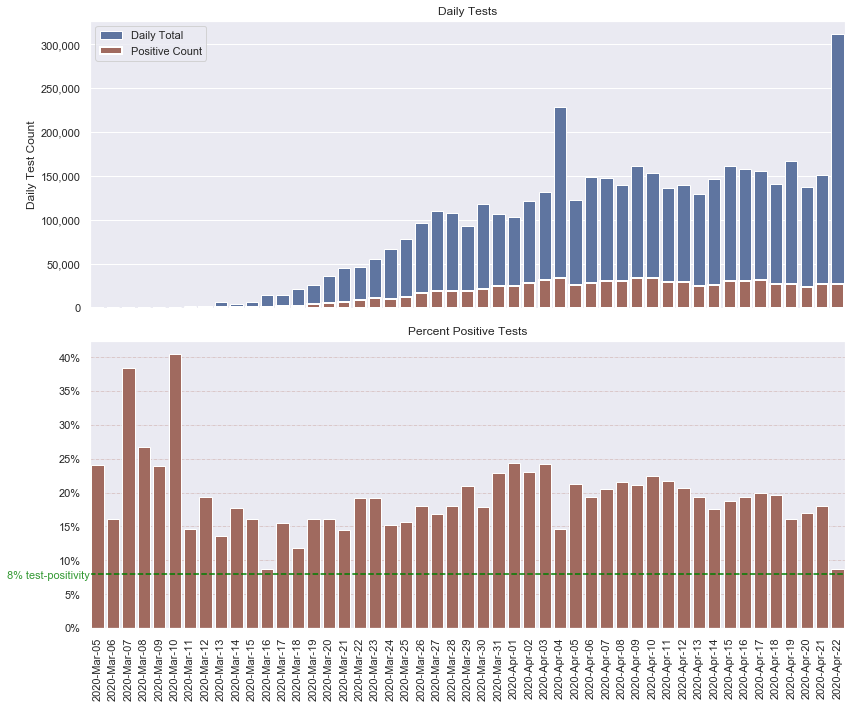 Daily Tests
Daily Total
Positive Count
Daily Test Count
300,000
250,000
200,000
150,000
100,000
50,000
0
Percent Positive Tests
40%
35%
30%
25%
20%
15%
10%
8% test-positivity
5%
0%
2020-Mar-05
2020-Mar-06
2020-Mar-07
2020-Mar-08
2020-Mar-09
2020-Mar-10
2020-Mar-11
2020-Mar-12
2020-Mar-13
2020-Mar-14
2020-Mar-15
2020-Mar-16
2020-Mar-17
2020-Mar-18
2020-Mar-19
2020-Mar-20
2020-Mar-21
2020-Mar-22
2020-Mar-23
2020-Mar-24
2020-Mar-25
2020-Mar-26
2020-Mar-27
2020-Mar-28
2020-Mar-29
2020-Mar-30
2020-Mar-31
2020-Apr-01
2020-Apr-02
2020-Apr-03
2020-Apr-04
2020-Apr-05
2020-Apr-06
2020-Apr-07
2020-Apr-08
2020-Apr-09
2020-Apr-10
2020-Apr-11
2020-Apr-12
2020-Apr-13
2020-Apr-14
2020-Apr-15
2020-Apr-16
2020-Apr-17
2020-Apr-18
2020-Apr-19
2020-Apr-20
2020-Apr-21
2020-Apr-22